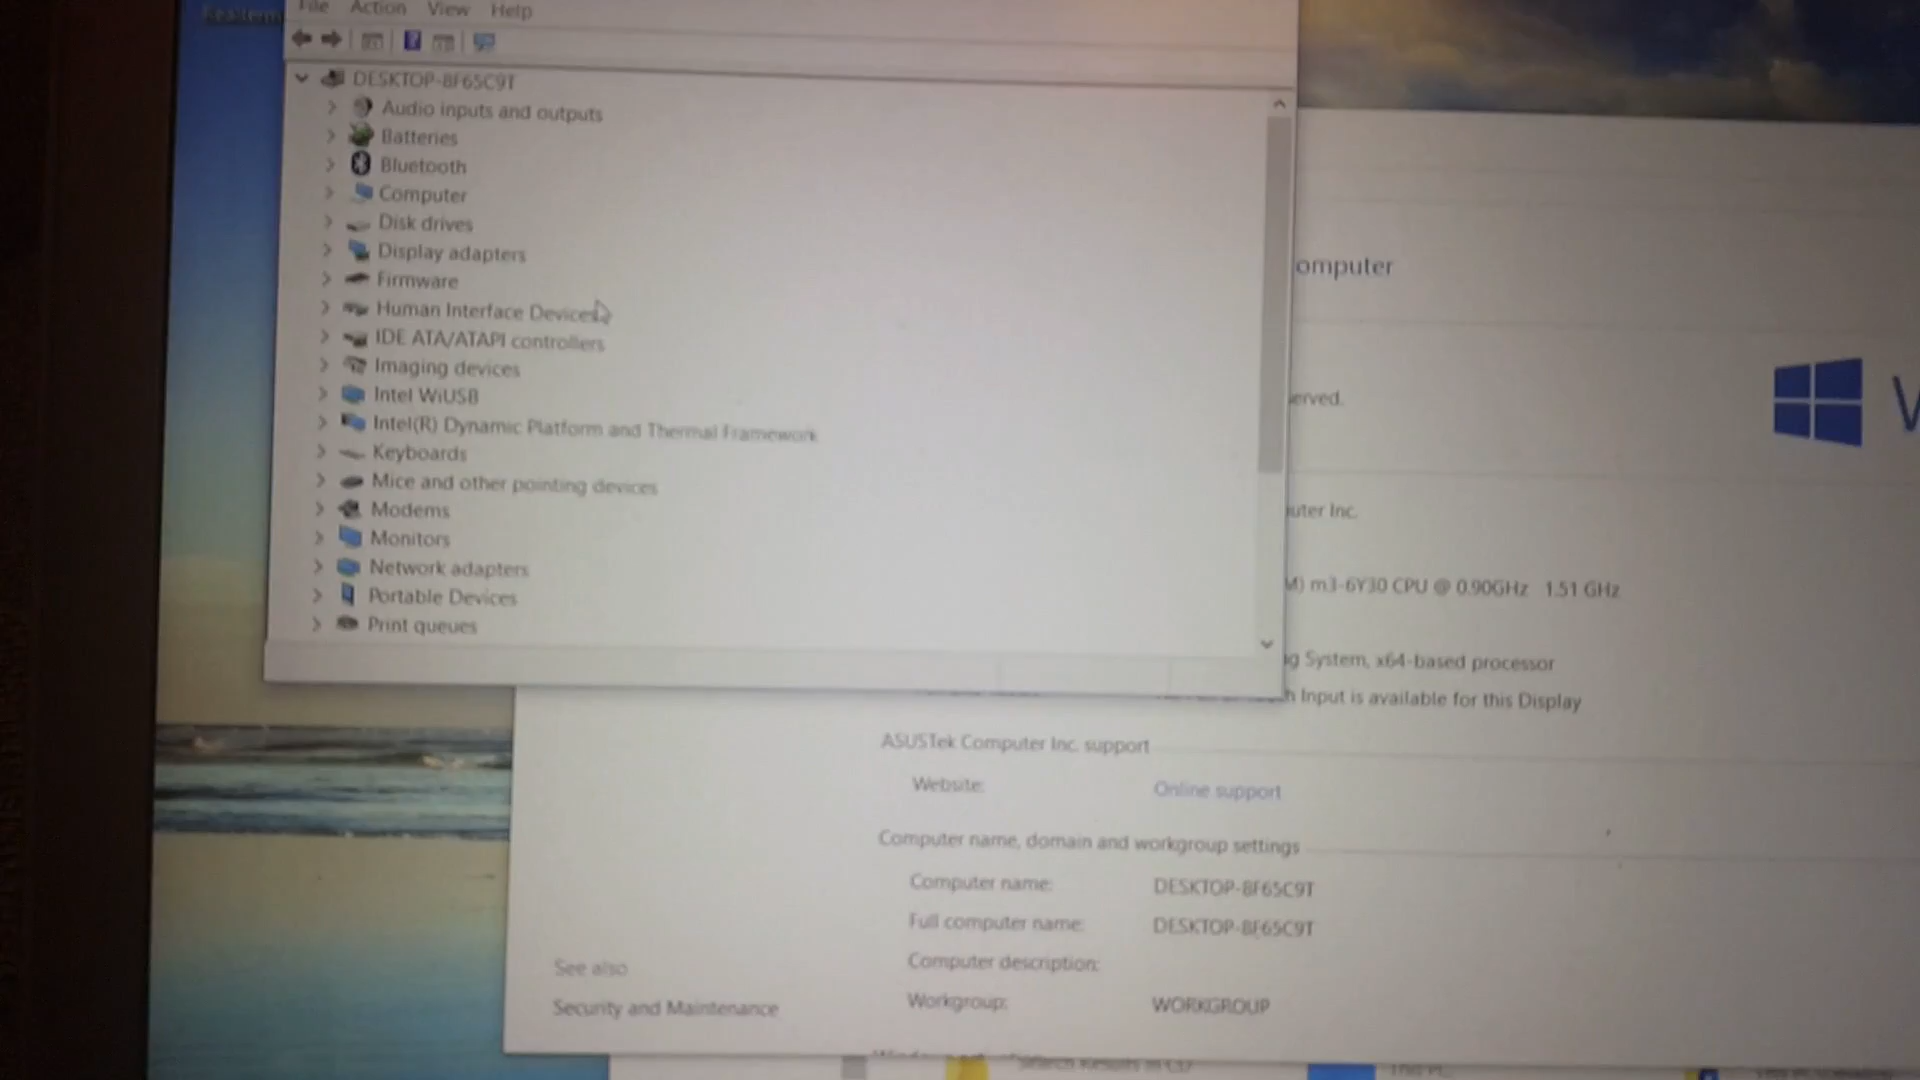 Realterm
File Action View Help
DESKTOP-8F65C9T
Audio inputs and outputs
Batteries
Bluetooth
Computer
Disk drives
Display adapters
Firmware
Human Interface Devices
IDE ATA/ATAPI controllers
Imaging devices
Intel WiUSB
Intel(R) Dynamic Platform and Thermal Framework
Keyboards
Mice and other pointing devices
Modems
Monitors
Network adapters
Portable Devices
Print queues
omputer
erved.
uter Inc.
M) m3-6Y30 CPU @ 0.90GHz 1.51 GHz
g System, x64-based processor
h Input is available for this Display
ASUSTek Computer Inc. support
Website: Online support
Computer name, domain and workgroup settings
Computer name: DESKTOP-8F65C9T
Full computer name: DESKTOP-8F65C9T
Computer description:
Workgroup: WORKGROUP
See also
Security and Maintenance